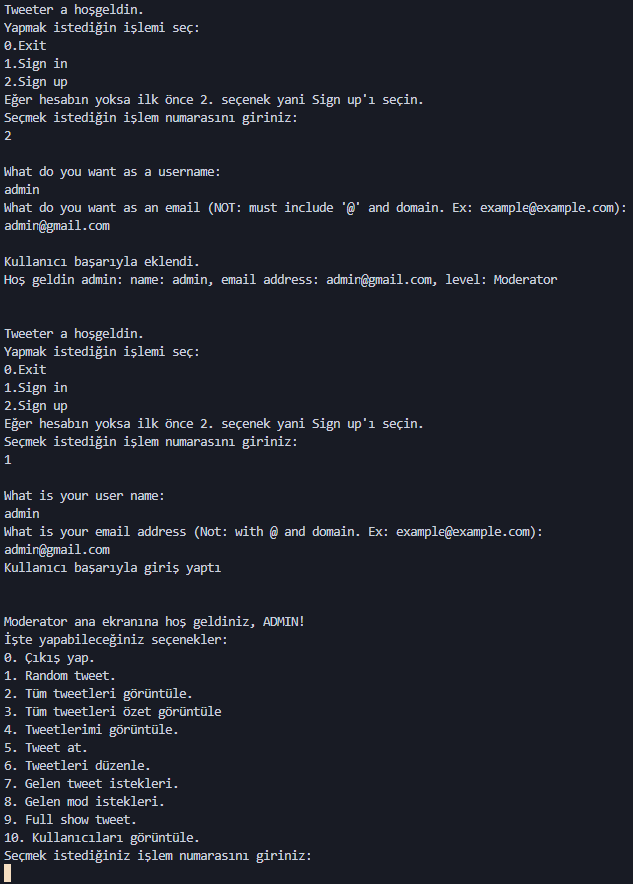 Tweeter a hoşgeldin.
Yapmak istediğin işlemi seç:
0.Exit
1.Sign in
2.Sign up
Eğer hesabın yoksa ilk önce 2. seçenek yani Sign up'ı seçin.
Seçmek istediğin işlem numarasını giriniz:
2
What do you want as a username:
admin
What do you want as an email (NOT: must include '@' and domain. Ex: example@example.com):
admin@gmail.com
Kullanıcı başarıyla eklendi.
Hoş geldin admin: name: admin, email address: admin@gmail.com, level: Moderator
Tweeter a hoşgeldin.
Yapmak istediğin işlemi seç:
0.Exit
1.Sign in
2.Sign up
Eğer hesabın yoksa ilk önce 2. seçenek yani Sign up'ı seçin.
Seçmek istediğin işlem numarasını giriniz:
1
What is your user name:
admin
What is your email address (Not: with @ and domain. Ex: example@example.com):
admin@gmail.com
Kullanıcı başarıyla giriş yaptı
Moderator ana ekranına hoş geldiniz, ADMIN!
İşte yapabileceğiniz seçenekler:
0. Çıkış yap.
1. Random tweet.
2. Tüm tweetleri görüntüle.
3. Tüm tweetleri özet görüntüle
4. Tweetlerimi görüntüle.
5. Tweet at.
6. Tweetleri düzenle.
7. Gelen tweet istekleri.
8. Gelen mod istekleri.
9. Full show tweet.
10. Kullanıcıları görüntüle.
Seçmek istediğiniz işlem numarasını giriniz: